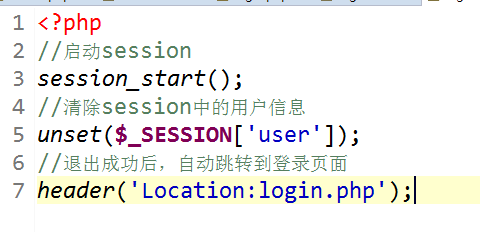 1 <?php
2 //启动session
3 session_start();
4 //清除session中的用户信息
5 unset($_SESSION['user']);
6 //退出成功后，自动跳转到登录页面
7 header('Location:login.php');